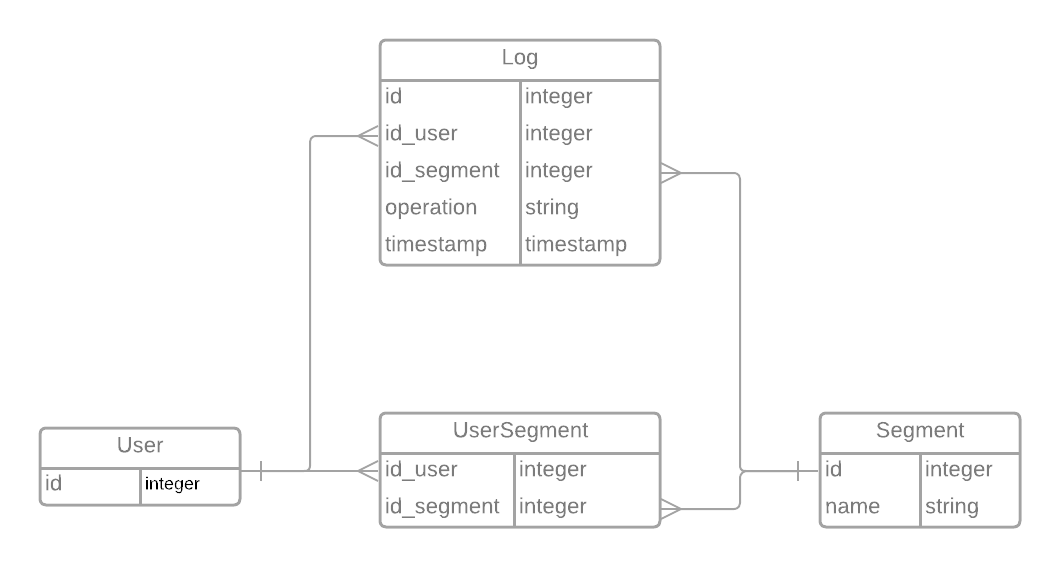 Log
id integer
id_user integer
id_segment integer
operation string
timestamp timestamp
User
id integer
UserSegment
id_user integer
id_segment integer
Segment
id integer
name string